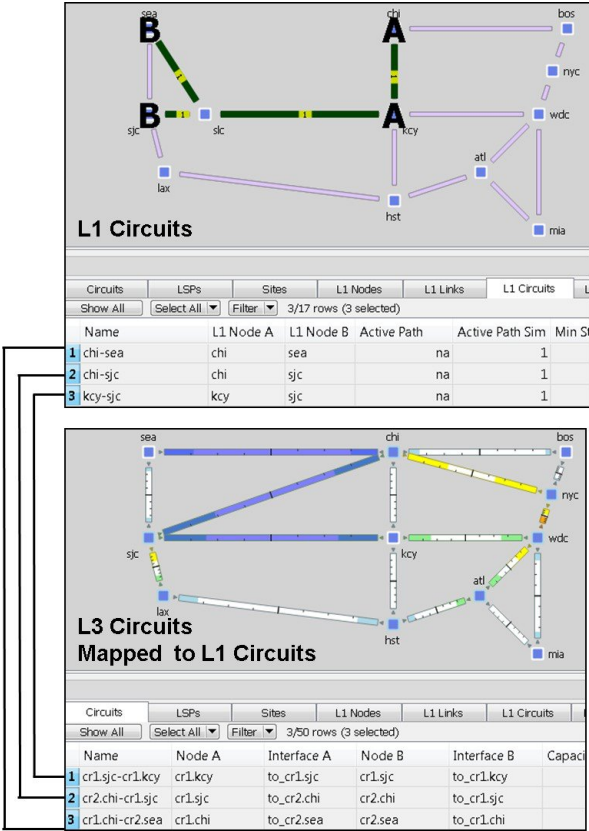 sea
chi
bos
B
A
nyc
1
1
B
1
1
A
wdc
sjc
slc
kcy
atl
lax
hst
mia
L1 Circuits
Circuits LSPs Sites L1 Nodes L1 Links L1 Circuits L
Show All Select All Filter 3/17 rows (3 selected)
Name L1 Node A L1 Node B Active Path Active Path Sim Min St
1 chi-sea chi sea na 1
2 chi-sjc chi sjc na 1
3 kcy-sjc kcy sjc na 1
sea chi bos
nyc
sjc kcy wdc
atl
lax
hst
mia
L3 Circuits
Mapped to L1 Circuits
Circuits LSPs Sites L1 Nodes L1 Links L1 Circuits
Show All Select All Filter 3/50 rows (3 selected)
Name Node A Interface A Node B Interface B Capaci
1 cr1.sjc-cr1.kcy cr1.kcy to_cr1.sjc cr1.sjc to_cr1.kcy
2 cr2.chi-cr1.sjc cr1.sjc to_cr2.chi cr2.chi to_cr1.sjc
3 cr1.chi-cr2.sea cr1.chi to_cr2.sea cr2.sea to_cr1.chi